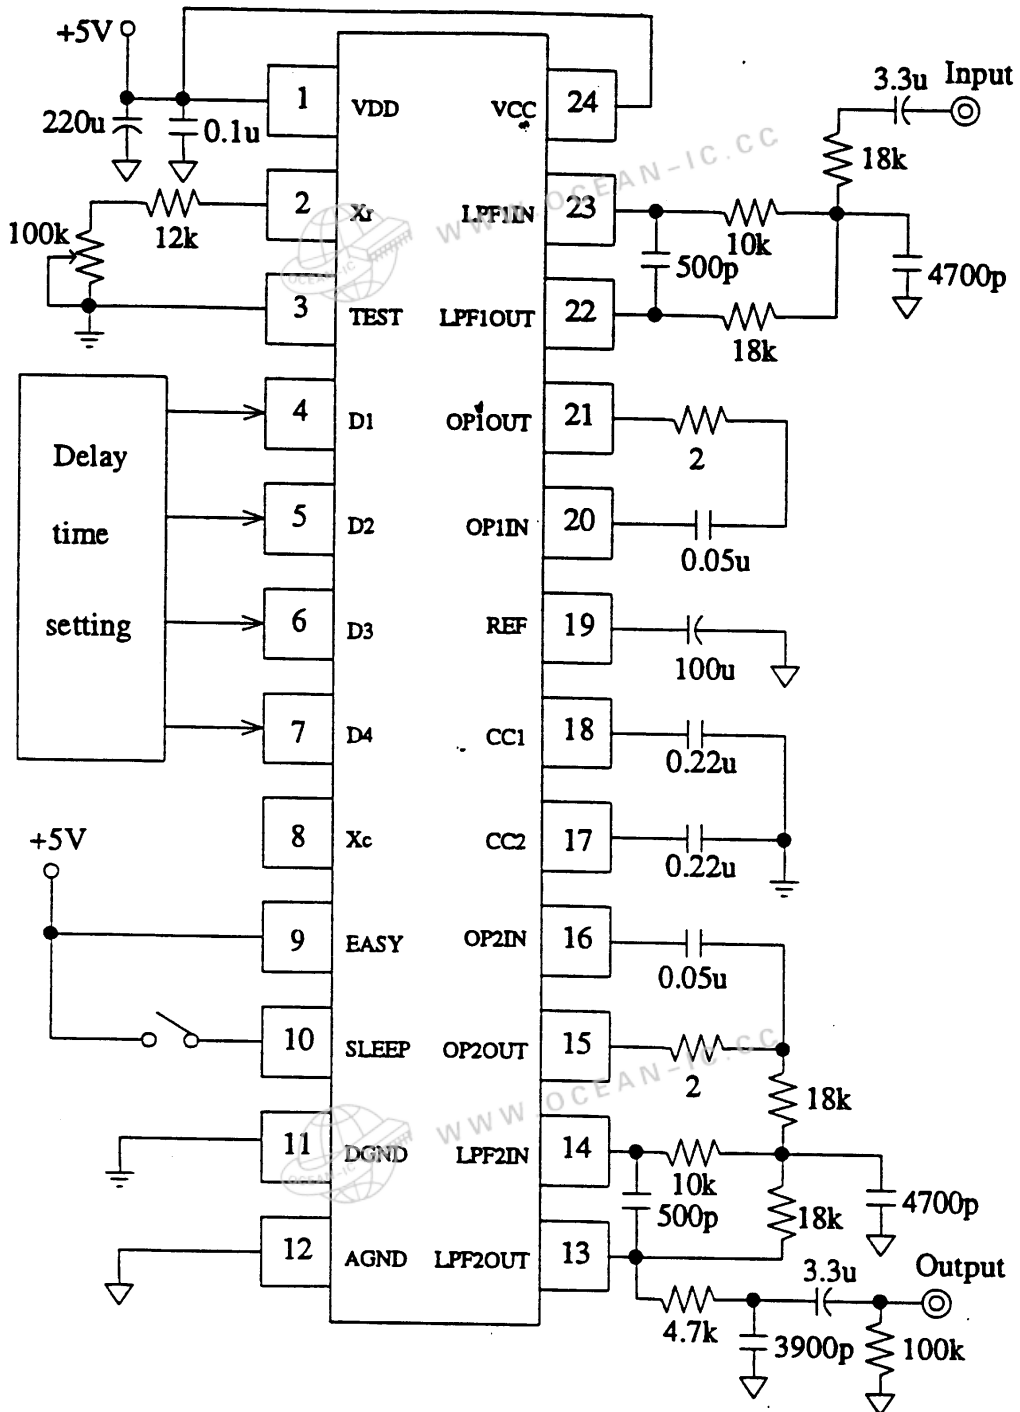 +5V
220u
0.1u
1 VDD
VCC 24
3.3u Input
18k
100k
12k
2 Xr
LPF1IN 23
10k
500p
4700p
3 TEST
LPF1OUT 22
18k
Delay
time
setting
4 D1
OP1OUT 21
2
5 D2
OP1IN 20
0.05u
6 D3
REF 19
100u
7 D4
CC1 18
0.22u
8 Xc
CC2 17
0.22u
+5V
9 EASY
OP2IN 16
0.05u
10 SLEEP
OP2OUT 15
2
18k
11 DGND
LPF2IN 14
10k
500p
18k
4700p
12 AGND
LPF2OUT 13
4.7k
3900p
3.3u
Output
100k
WWW.OCEAN-IC.CC
OCEAN-IC
WWW.OCEAN-IC.CC
OCEAN-IC